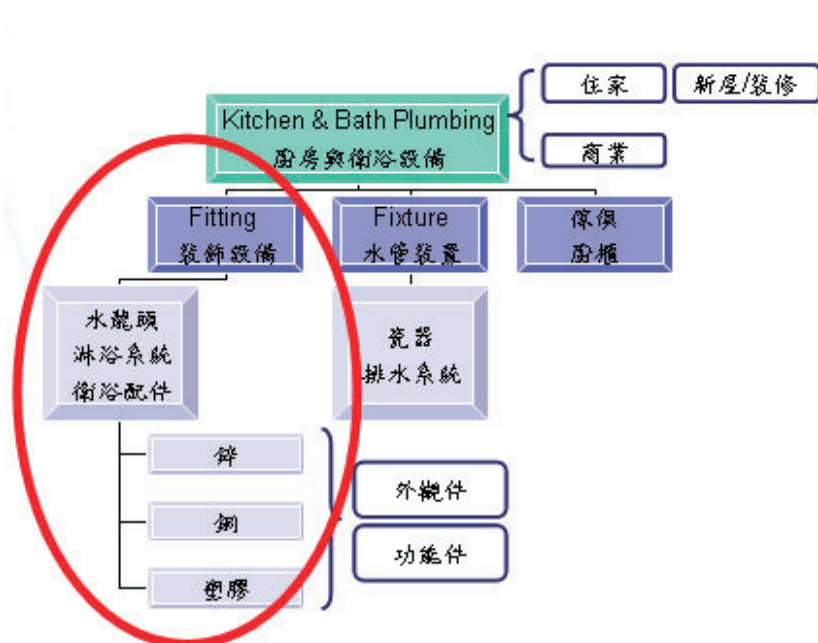 住家
新屋/裝修
Kitchen & Bath Plumbing
廚房與衛浴設備
商業
Fitting
裝飾設備
Fixture
水管裝置
傢俱
廚櫃
水龍頭
淋浴系統
衛浴配件
瓷器
排水系統
鋅
銅
塑膠
外觀件
功能件